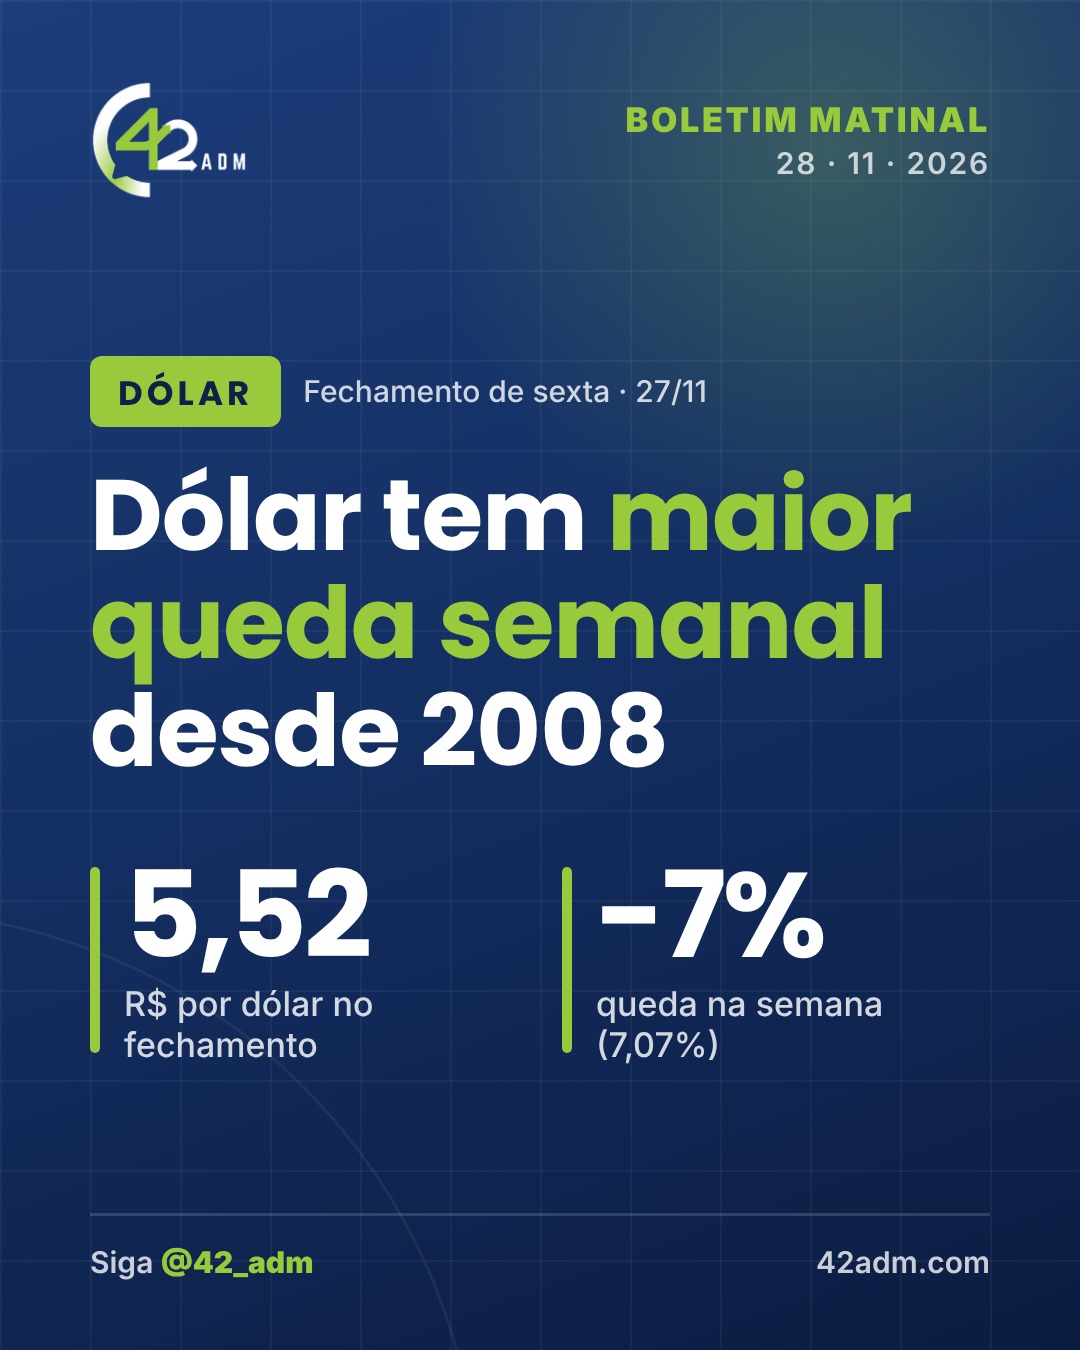 42 ADM
BOLETIM MATINAL
28 · 11 · 2026
DÓLAR
Fechamento de sexta · 27/11
Dólar tem maior
queda semanal
desde 2008
5,52
R$ por dólar no
fechamento
−7%
queda na semana
(7,07%)
Siga @42_adm
42adm.com